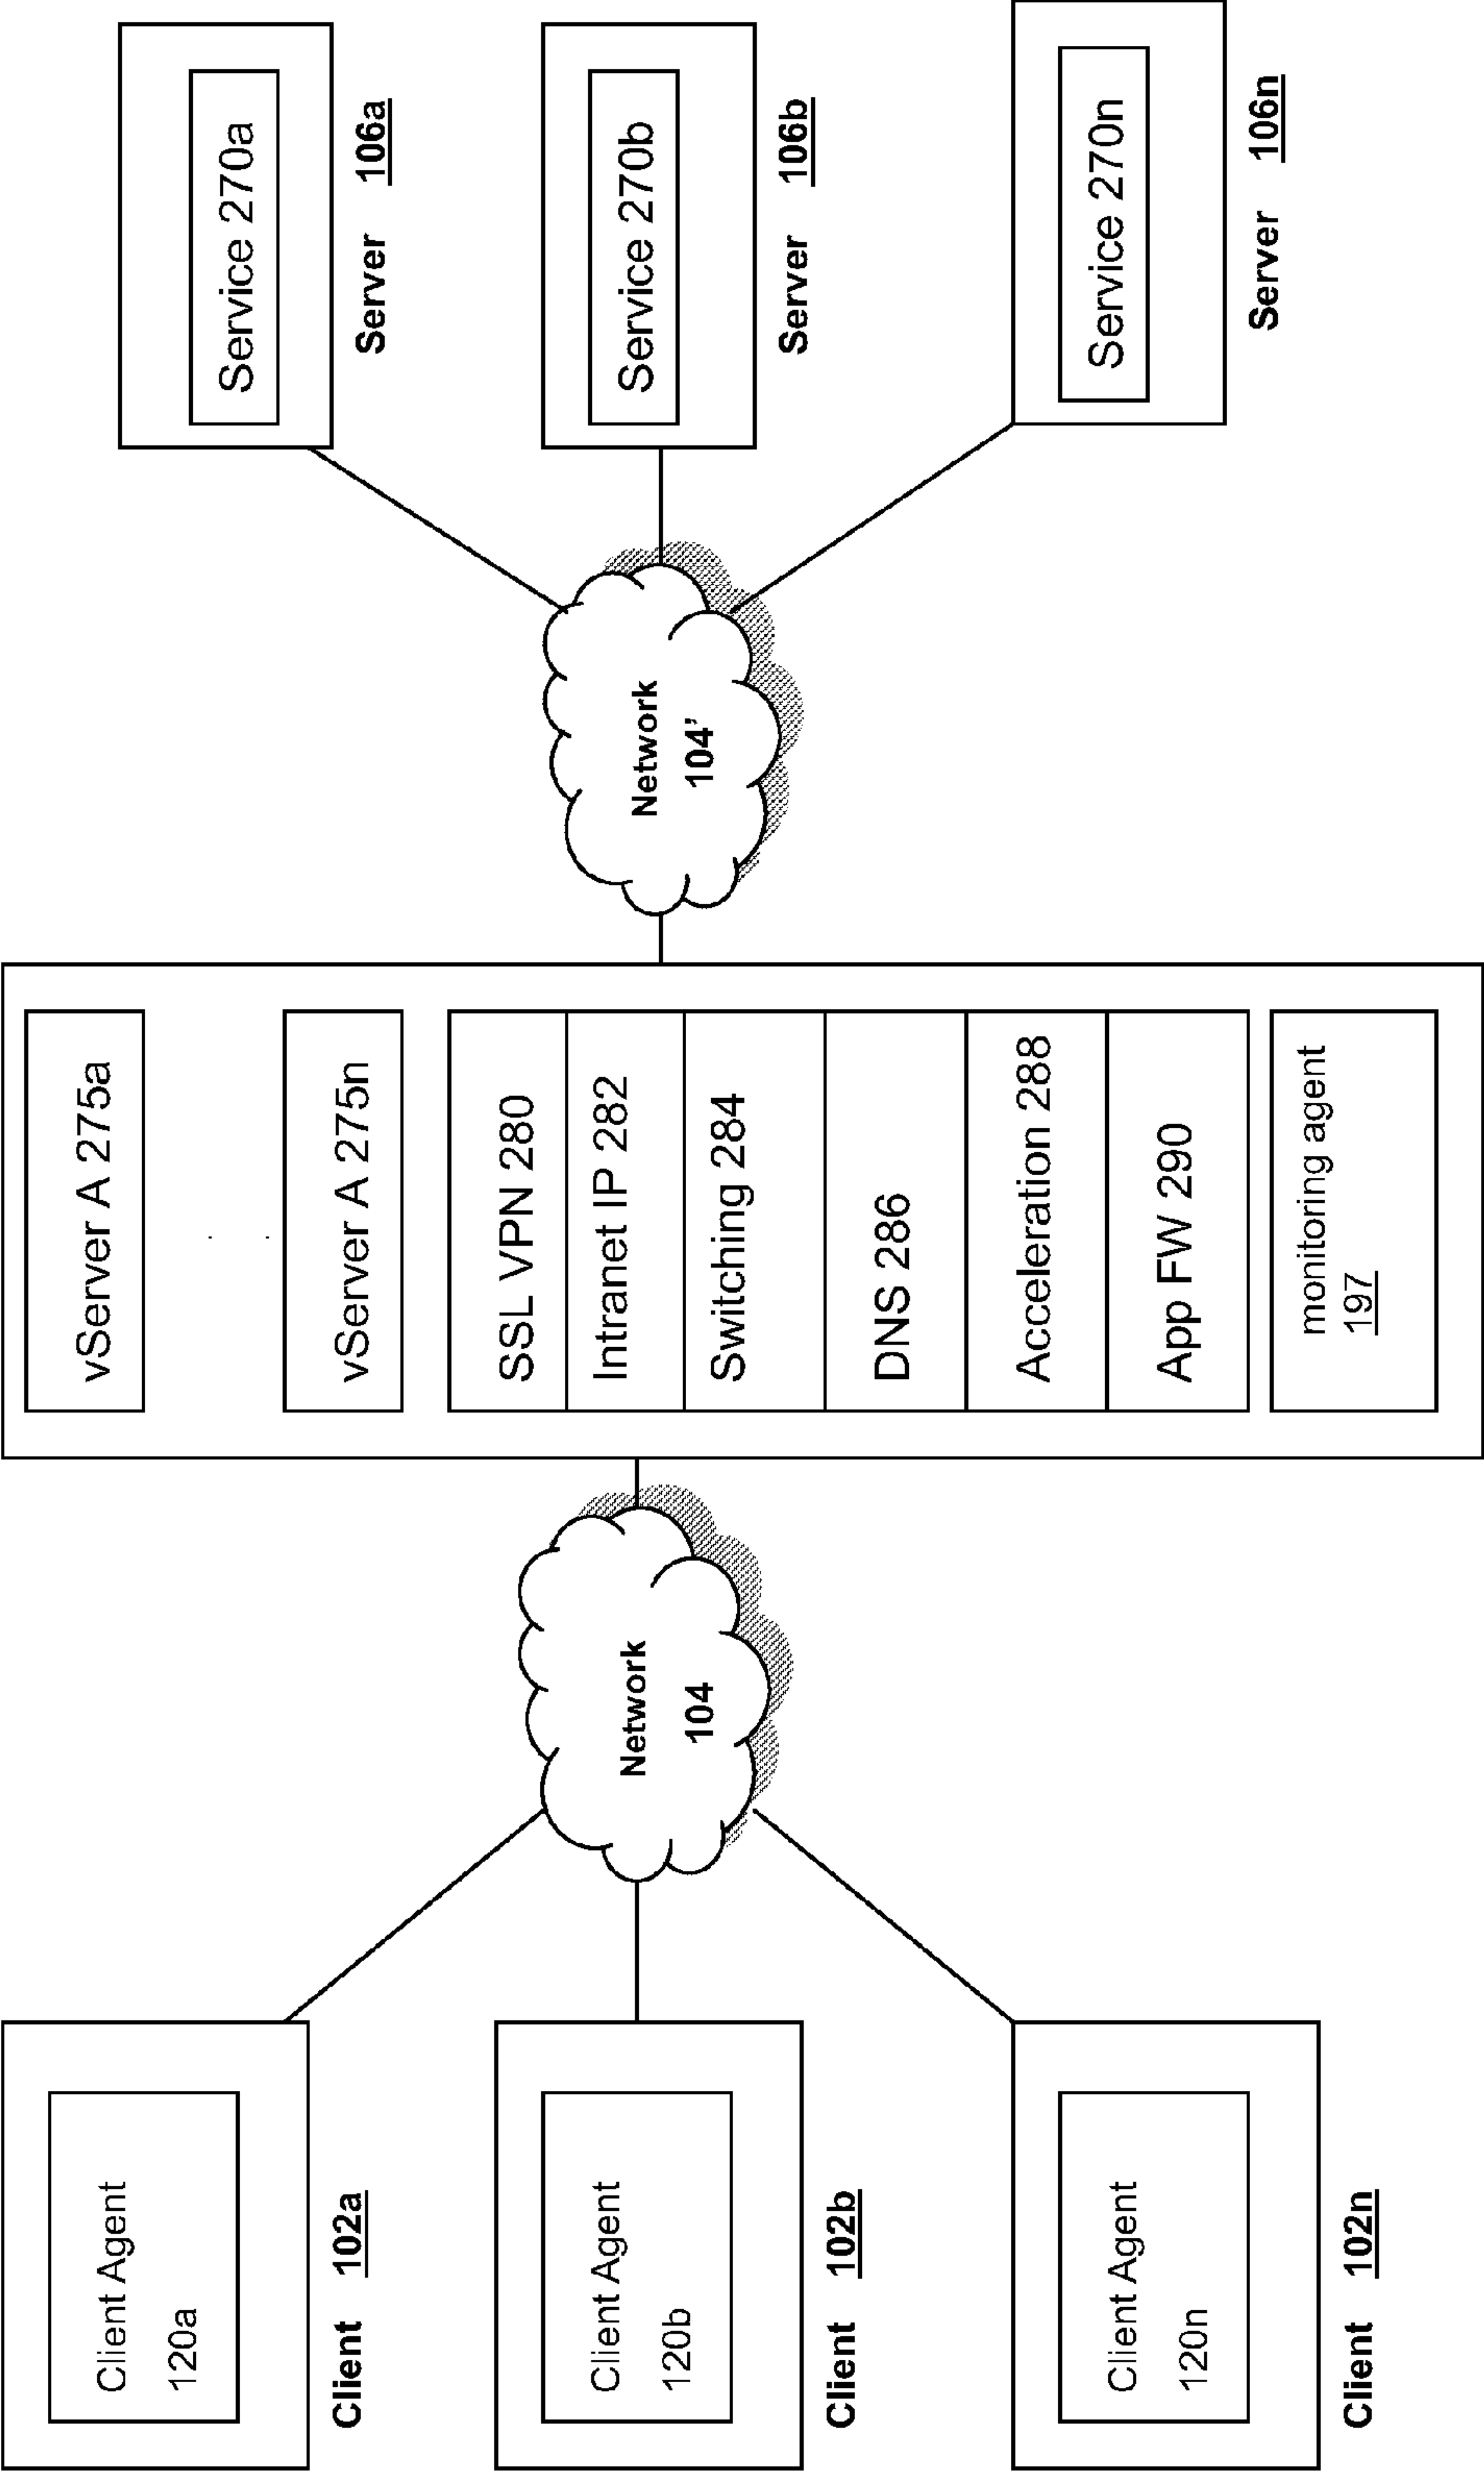 Client Agent
120a
Client 102a
Client Agent
120b
Client 102b
Client Agent
120n
Client 102n
Network
104
vServer A 275a
vServer A 275n
SSL VPN 280
Intranet IP 282
Switching 284
DNS 286
Acceleration 288
App FW 290
monitoring agent
197
Network
104'
Service 270a
Server 106a
Service 270b
Server 106b
Service 270n
Server 106n